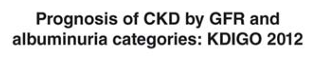 Prognosis of CKD by GFR and
albuminuria categories: KDIGO 2012